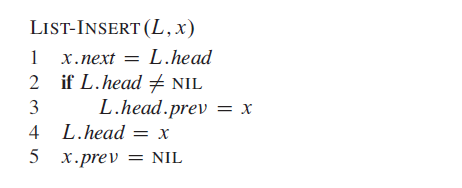 LIST-INSERT(L, x)
1 x.next = L.head
2 if L.head ≠ NIL
3 L.head.prev = x
4 L.head = x
5 x.prev = NIL